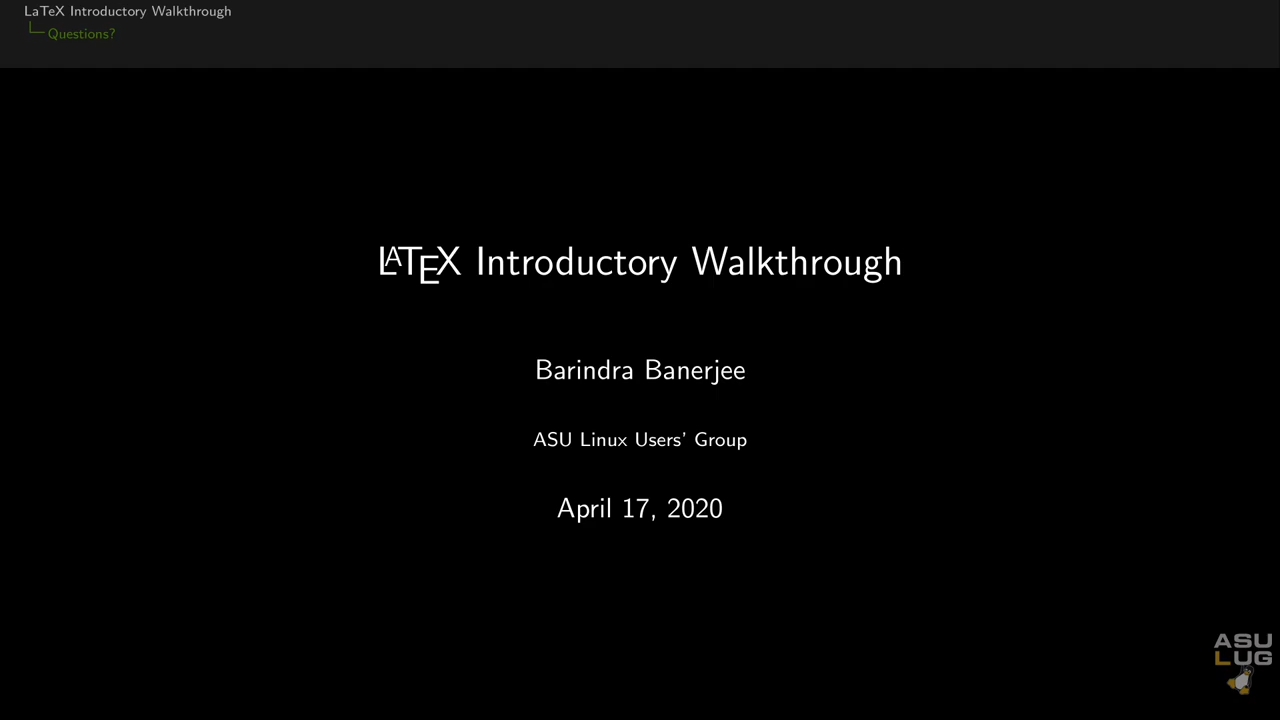 LaTeX Introductory Walkthrough
Questions?
LATEX Introductory Walkthrough
Barindra Banerjee
ASU Linux Users' Group
April 17, 2020
ASU
LUG